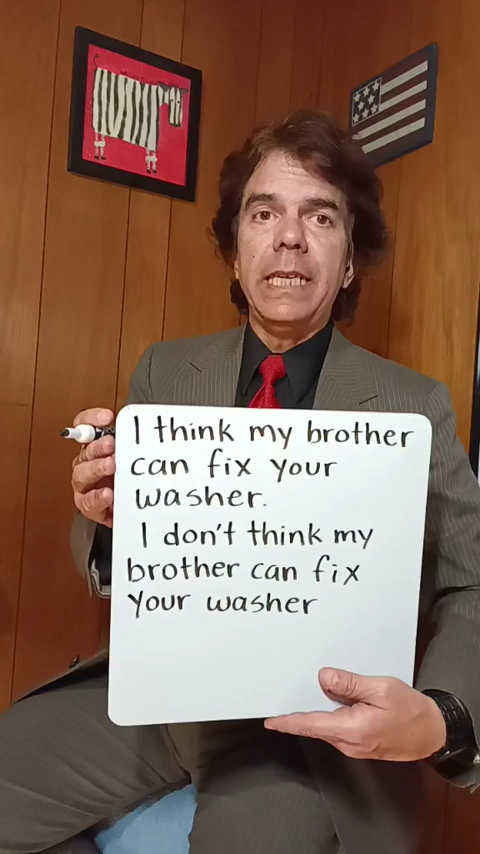 I think my brother
can fix your
washer.
I don't think my
brother can fix
your washer